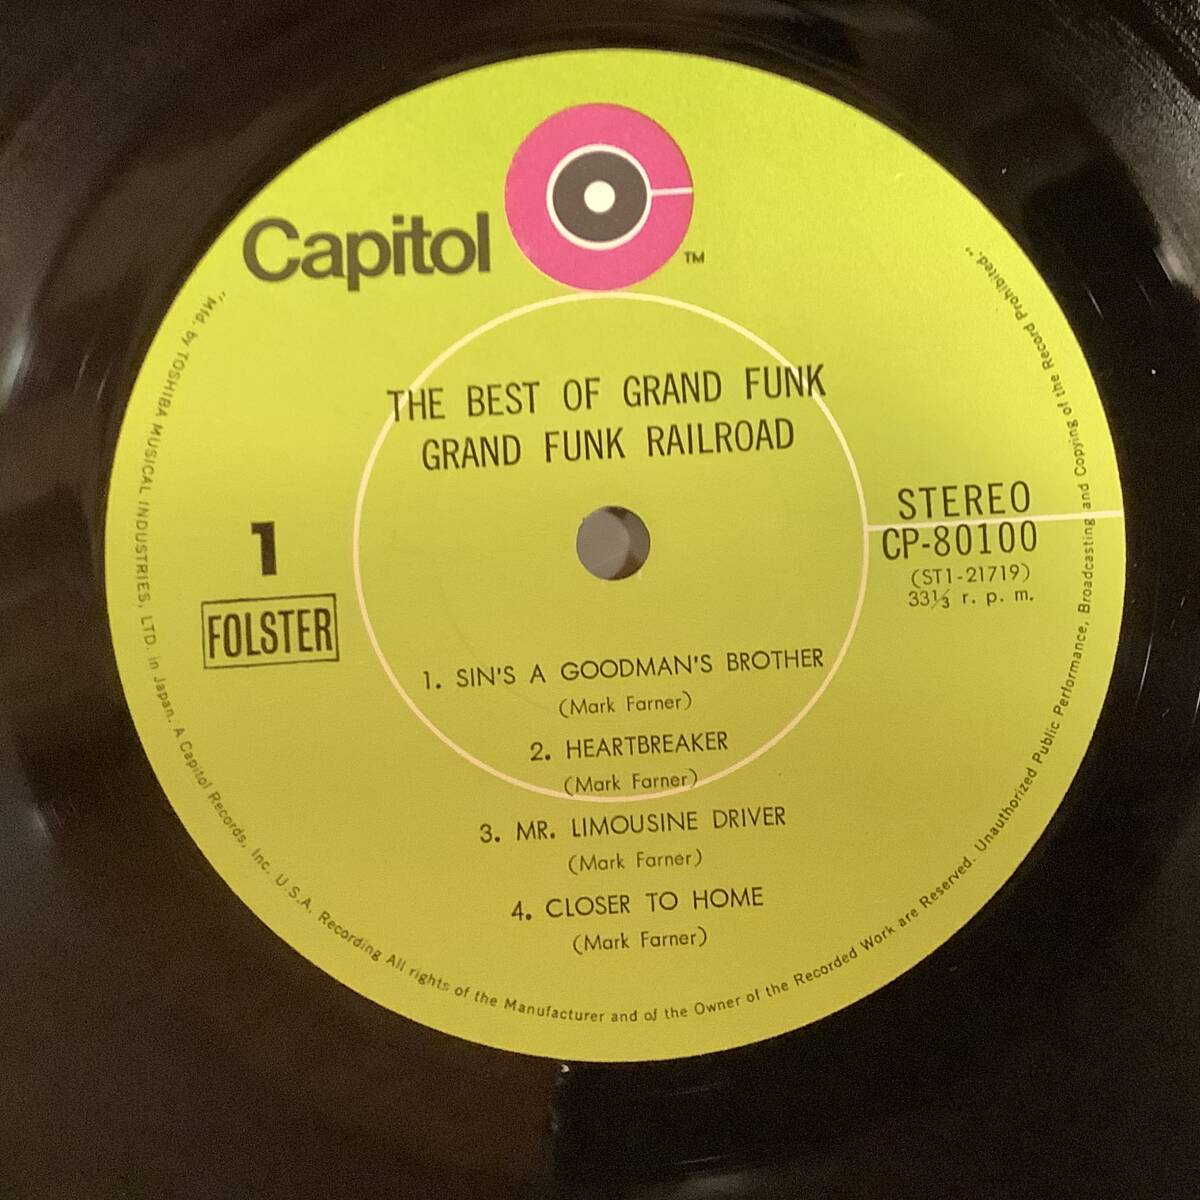 Capitol
TM
THE BEST OF GRAND FUNK
GRAND FUNK RAILROAD
1
FOLSTER
STEREO
CP-80100
(ST1-21719)
33⅓ r. p. m.
1. SIN'S A GOODMAN'S BROTHER
(Mark Farner)
2. HEARTBREAKER
(Mark Farner)
3. MR. LIMOUSINE DRIVER
(Mark Farner)
4. CLOSER TO HOME
(Mark Farner)
"Mfd. by TOSHIBA MUSICAL INDUSTRIES, LTD. in Japan. A Capitol Records, Inc. U.S.A. Recording All rights of the Manufacturer and of the Owner of the Recorded Work are Reserved. Unauthorized Public Performance, Broadcasting and Copying of the Record Prohibited."